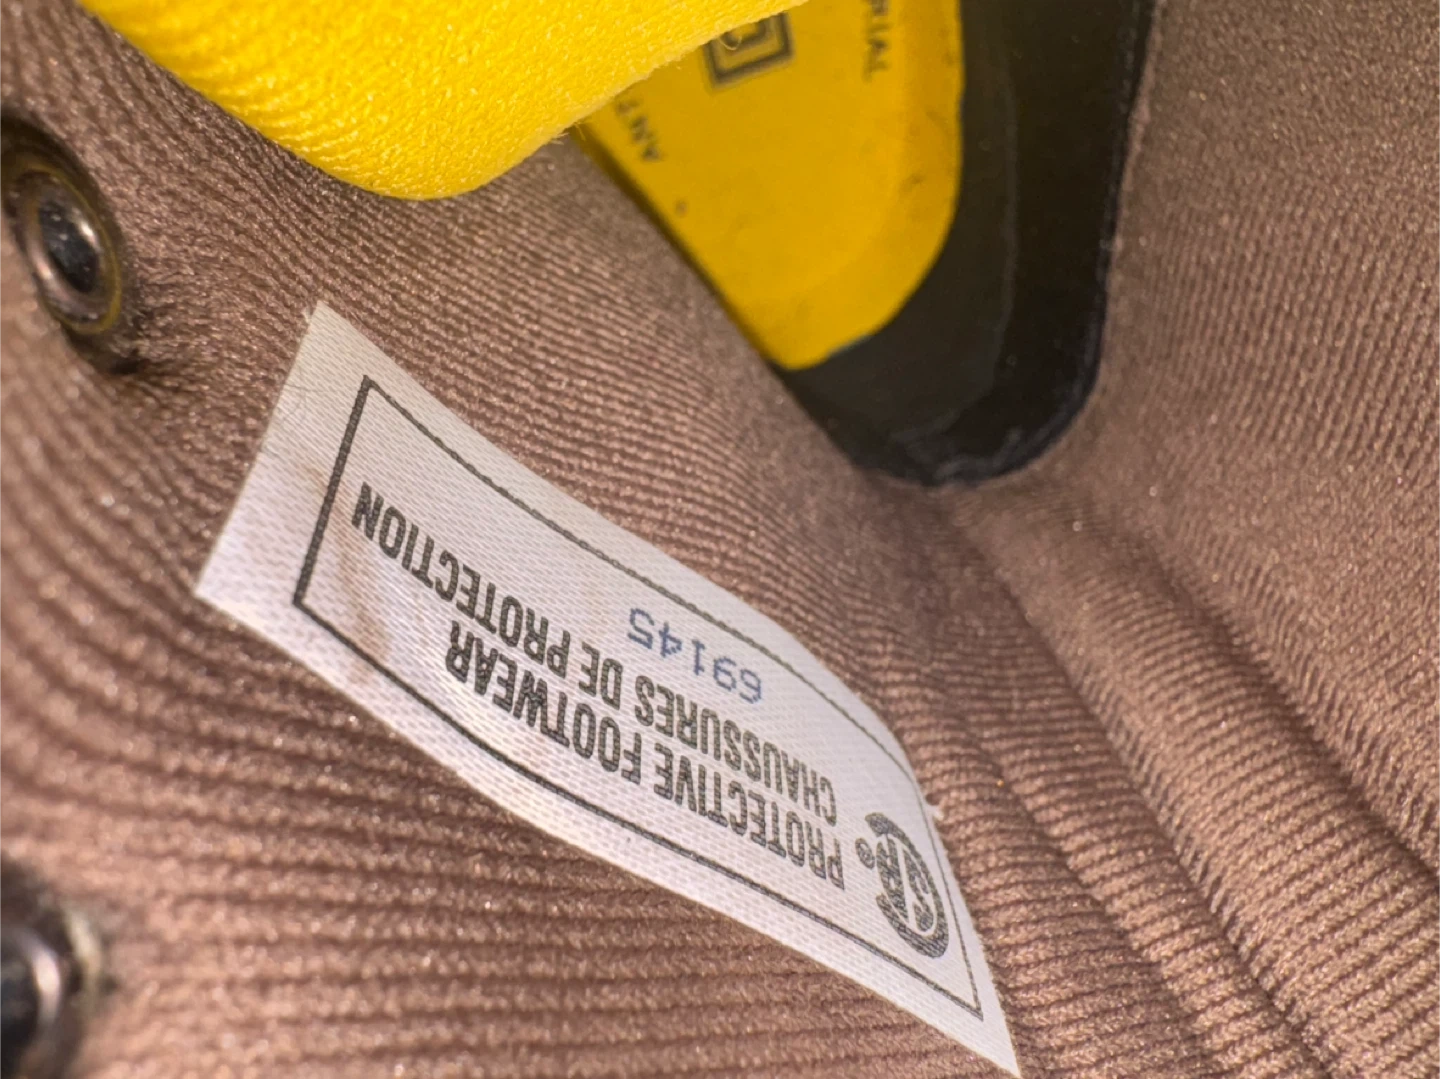 PROTECTIVE FOOTWEAR
CHAUSSURES DE PROTECTION
69145